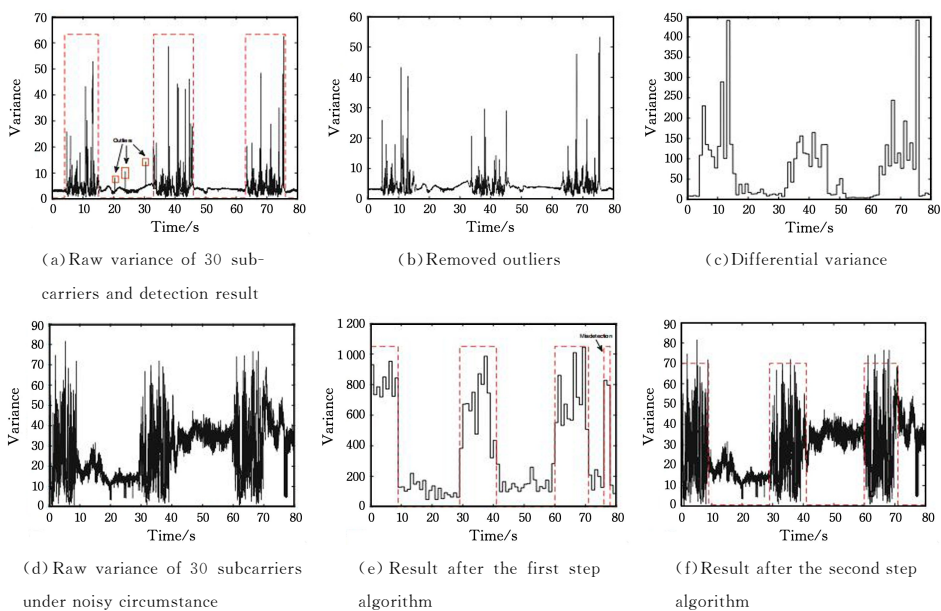 70
60
50
40
30
20
10
0
Variance
Outliers
0 10 20 30 40 50 60 70 80
Time/s
(a)Raw variance of 30 sub-
carriers and detection result
60
50
40
30
20
10
0
Variance
0 10 20 30 40 50 60 70 80
Time/s
(b)Removed outliers
450
400
350
300
250
200
150
100
50
0
Variance
0 10 20 30 40 50 60 70 80
Time/s
(c)Differential variance
90
80
70
60
50
40
30
20
10
0
Variance
0 10 20 30 40 50 60 70 80
Time/s
(d)Raw variance of 30 subcarriers
under noisy circumstance
1 200
1 000
800
600
400
200
0
Variance
Misdetection
0 10 20 30 40 50 60 70 80
Time/s
(e) Result after the first step
algorithm
90
80
70
60
50
40
30
20
10
0
Variance
0 10 20 30 40 50 60 70 80
Time/s
(f)Result after the second step
algorithm